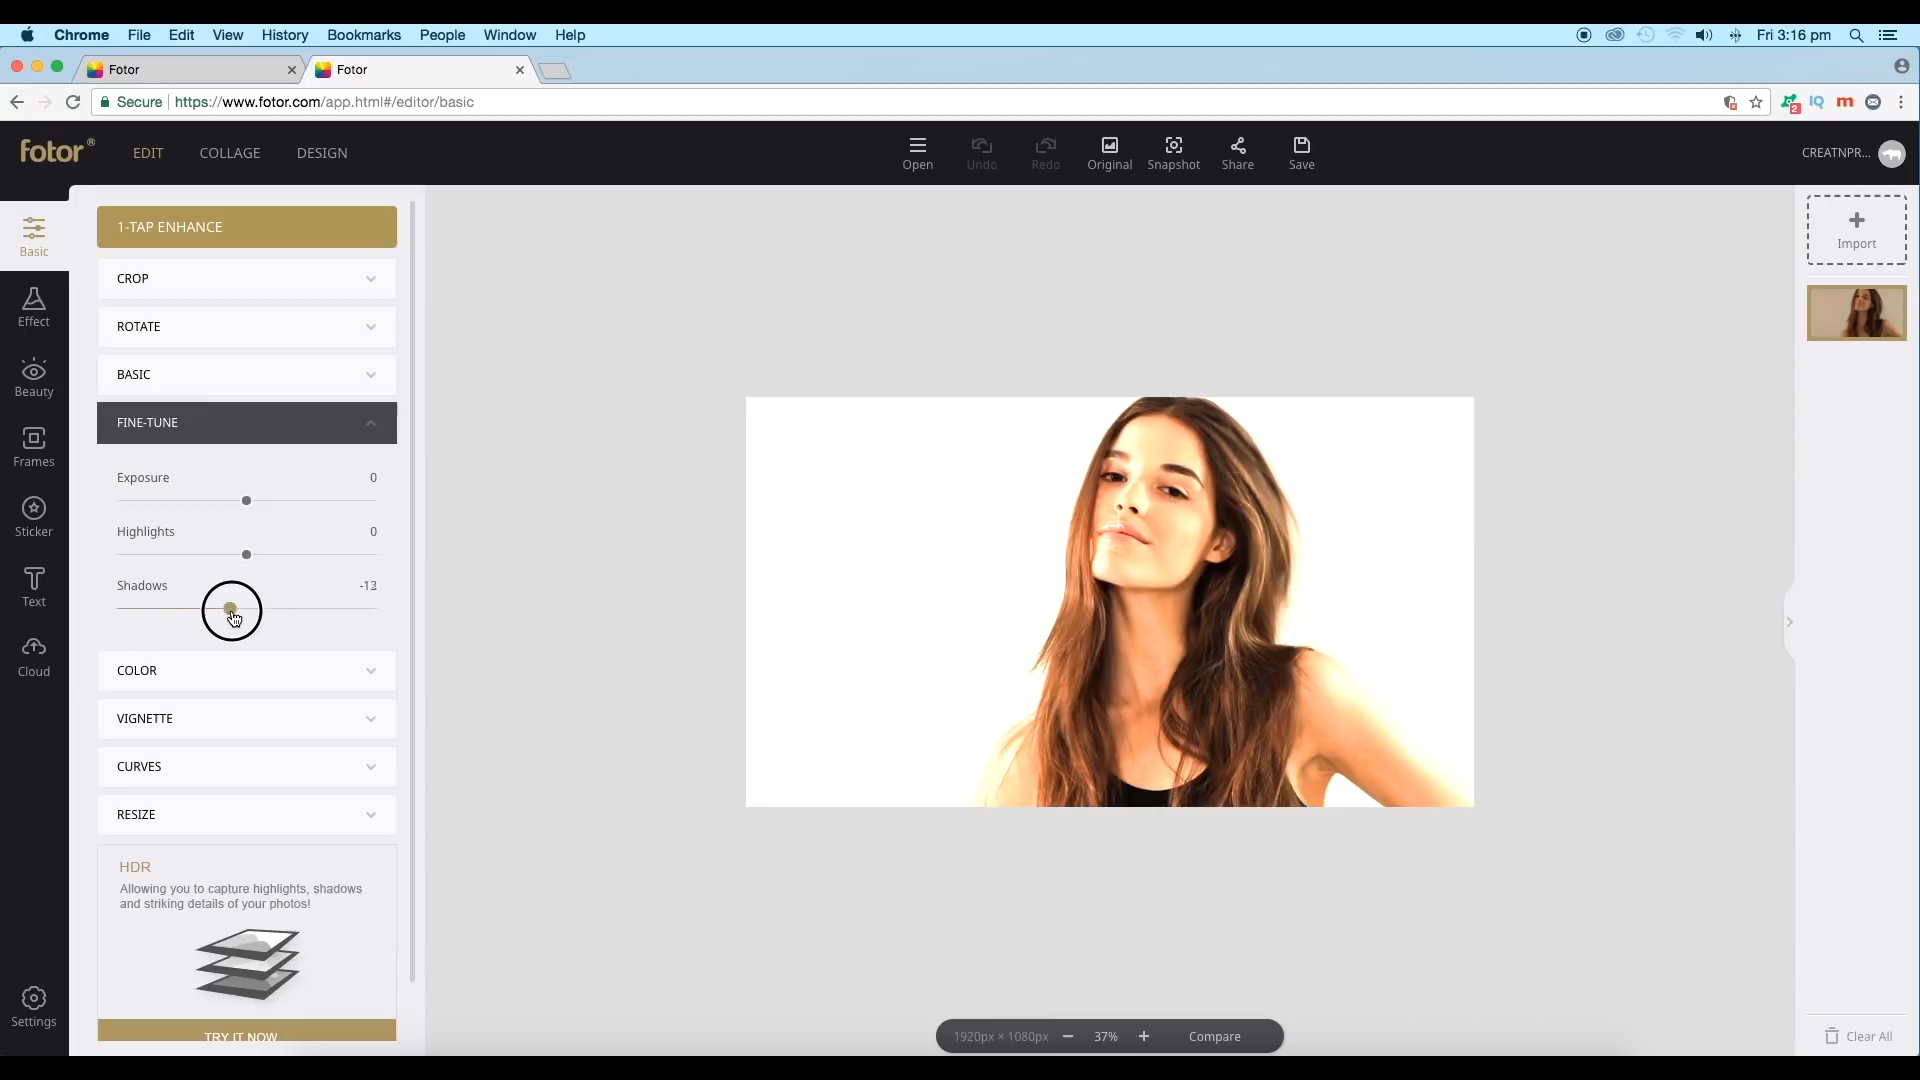 Chrome File Edit View History Bookmarks People Window Help
Fri 3:16 pm
Fotor
Fotor
Secure https://www.fotor.com/app.html#/editor/basic
2
IQ
m
fotor®
EDIT COLLAGE DESIGN
Open Undo Redo Original Snapshot Share Save
CREATNPR...
Basic
Effect
Beauty
Frames
Sticker
Text
Cloud
Settings
1-TAP ENHANCE
CROP
ROTATE
BASIC
FINE-TUNE
Exposure 0
Highlights 0
Shadows -13
COLOR
VIGNETTE
CURVES
RESIZE
HDR
Allowing you to capture highlights, shadows
and striking details of your photos!
TRY IT NOW
1920px × 1080px 37% Compare
Import
Clear All